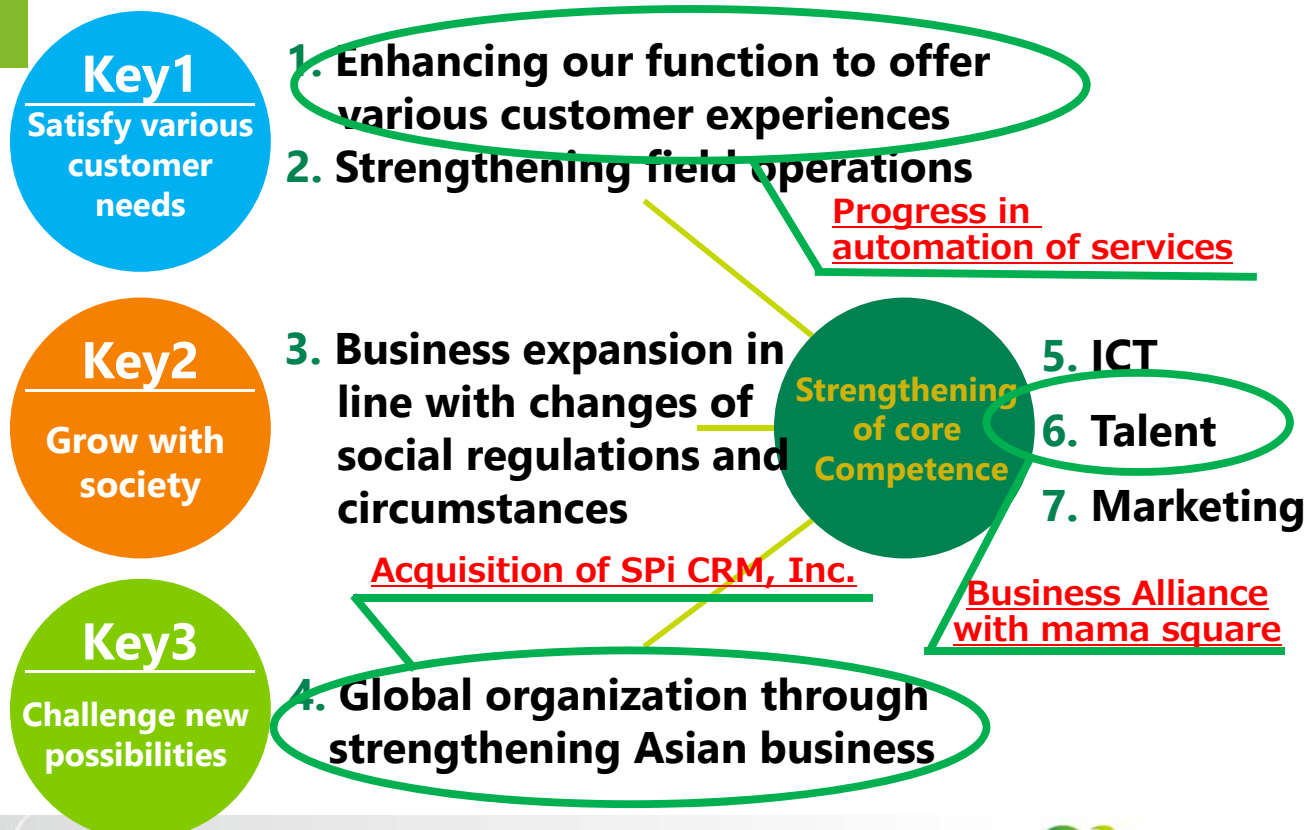 Key1
Satisfy various
customer
needs
1. Enhancing our function to offer
various customer experiences
2. Strengthening field operations
Progress in
automation of services
Key2
Grow with
society
3. Business expansion in
line with changes of
social regulations and
circumstances
Strengthening
of core
Competence
5. ICT
6. Talent
7. Marketing
Acquisition of SPi CRM, Inc.
Business Alliance
with mama square
Key3
Challenge new
possibilities
4. Global organization through
strengthening Asian business